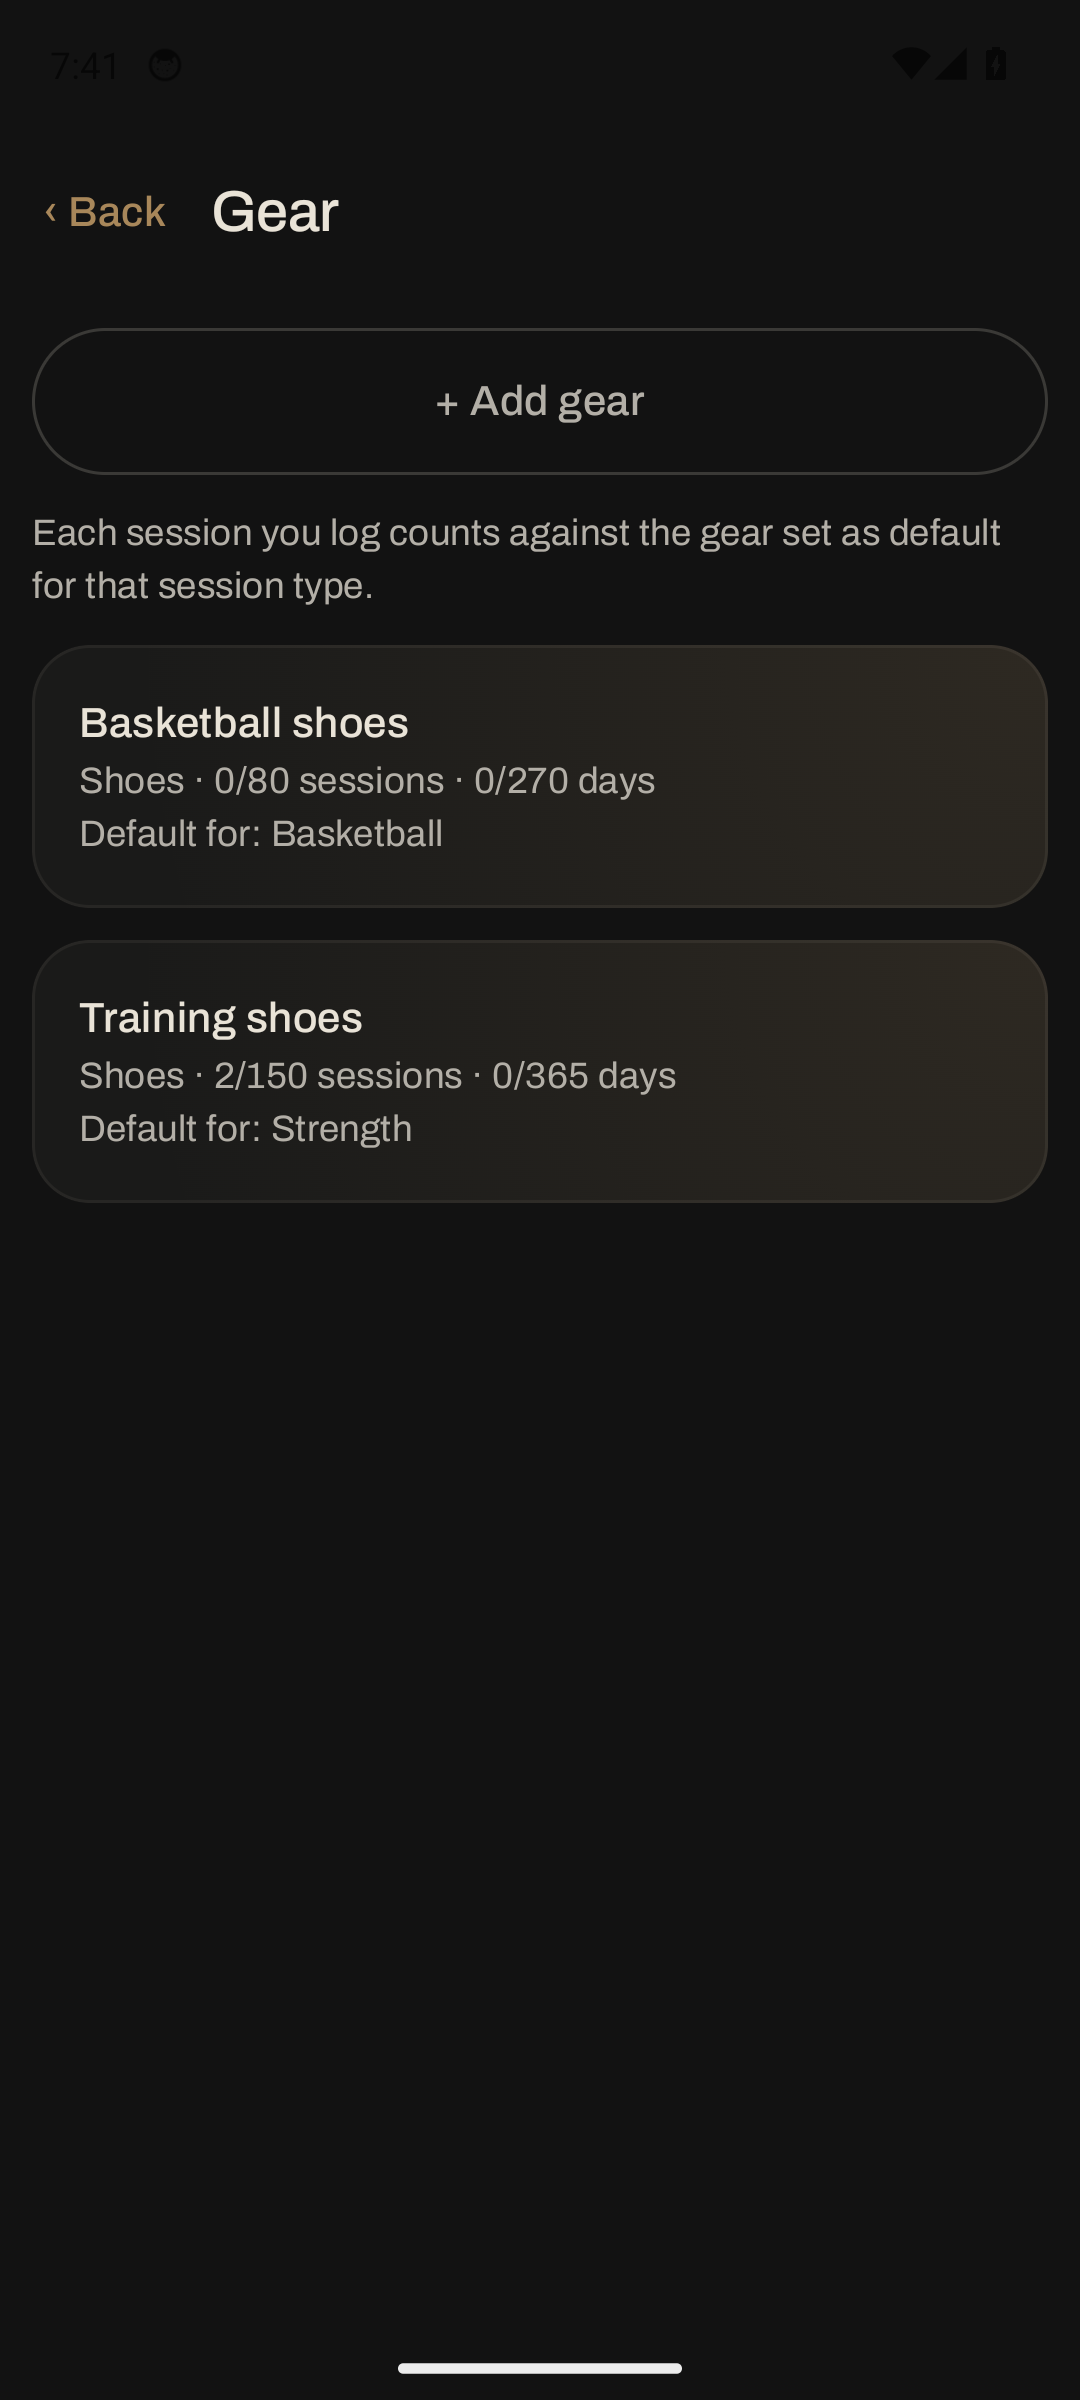 7:41
‹ Back Gear
+ Add gear
Each session you log counts against the gear set as default
for that session type.
Basketball shoes
Shoes · 0/80 sessions · 0/270 days
Default for: Basketball
Training shoes
Shoes · 2/150 sessions · 0/365 days
Default for: Strength